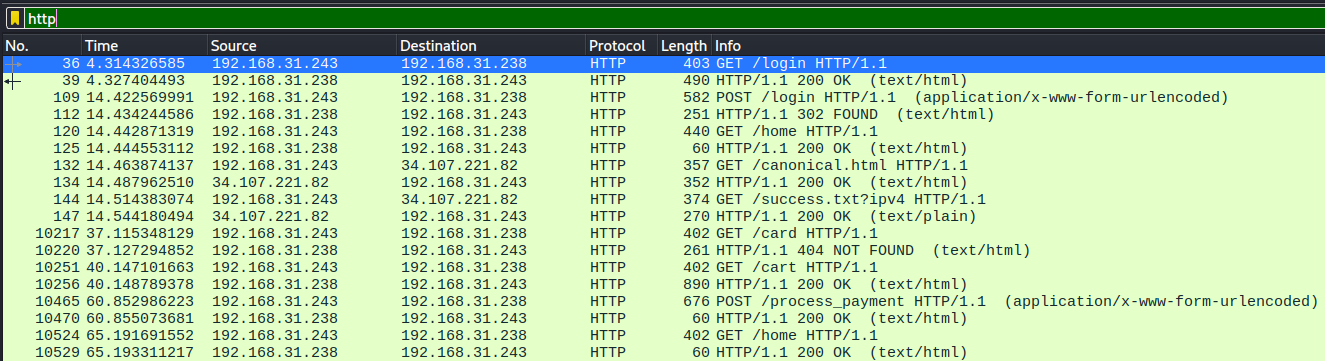 http
No. Time Source Destination Protocol Length Info
36 4.314326585 192.168.31.243 192.168.31.238 HTTP 403 GET /login HTTP/1.1
39 4.327404493 192.168.31.238 192.168.31.243 HTTP 490 HTTP/1.1 200 OK (text/html)
109 14.422569991 192.168.31.243 192.168.31.238 HTTP 582 POST /login HTTP/1.1 (application/x-www-form-urlencoded)
112 14.434244586 192.168.31.238 192.168.31.243 HTTP 251 HTTP/1.1 302 FOUND (text/html)
120 14.442871319 192.168.31.243 192.168.31.238 HTTP 440 GET /home HTTP/1.1
125 14.444553112 192.168.31.238 192.168.31.243 HTTP 60 HTTP/1.1 200 OK (text/html)
132 14.463874137 192.168.31.243 34.107.221.82 HTTP 357 GET /canonical.html HTTP/1.1
134 14.487962510 34.107.221.82 192.168.31.243 HTTP 352 HTTP/1.1 200 OK (text/html)
144 14.514383074 192.168.31.243 34.107.221.82 HTTP 374 GET /success.txt?ipv4 HTTP/1.1
147 14.544180494 34.107.221.82 192.168.31.243 HTTP 270 HTTP/1.1 200 OK (text/plain)
10217 37.115348129 192.168.31.243 192.168.31.238 HTTP 402 GET /card HTTP/1.1
10220 37.127294852 192.168.31.238 192.168.31.243 HTTP 261 HTTP/1.1 404 NOT FOUND (text/html)
10251 40.147101663 192.168.31.243 192.168.31.238 HTTP 402 GET /cart HTTP/1.1
10256 40.148789378 192.168.31.238 192.168.31.243 HTTP 890 HTTP/1.1 200 OK (text/html)
10465 60.852986223 192.168.31.243 192.168.31.238 HTTP 676 POST /process_payment HTTP/1.1 (application/x-www-form-urlencoded)
10470 60.855073681 192.168.31.238 192.168.31.243 HTTP 60 HTTP/1.1 200 OK (text/html)
10524 65.191691552 192.168.31.243 192.168.31.238 HTTP 402 GET /home HTTP/1.1
10529 65.193311217 192.168.31.238 192.168.31.243 HTTP 60 HTTP/1.1 200 OK (text/html)